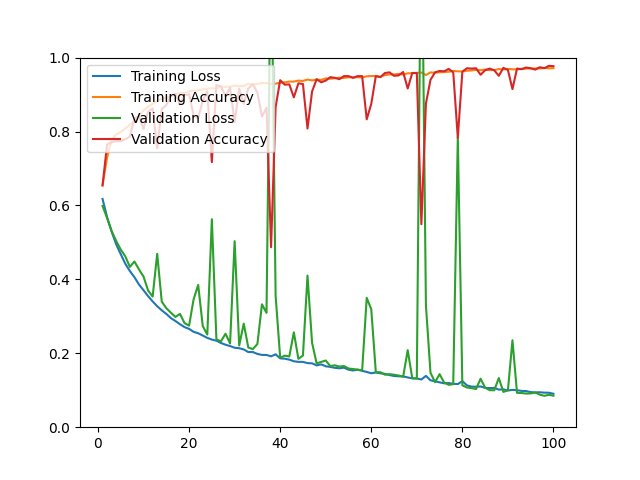 1.0
0.8
0.6
0.4
0.2
0.0
Training Loss
Training Accuracy
Validation Loss
Validation Accuracy
0 20 40 60 80 100